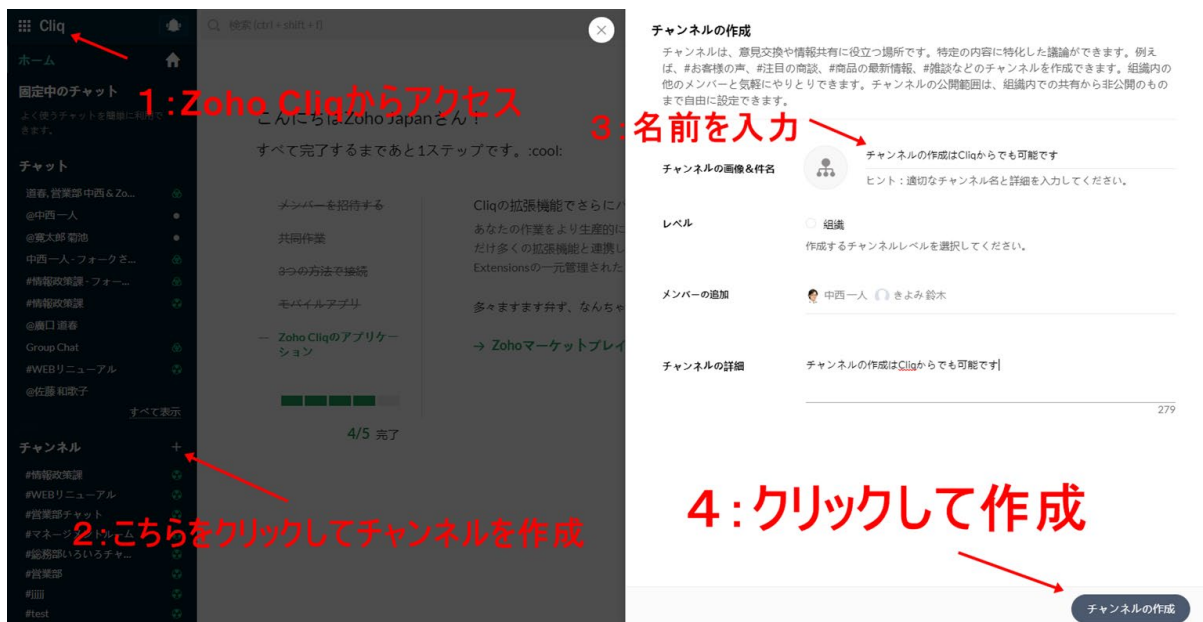 Cliq
検索 (ctrl + shift + f)
ホーム
固定中のチャット
よく使うチャットを簡単に利用で
きます。
チャット
道春, 営業部 中西 & Zo...
@中西 一人
@寛太郎 菊池
中西 一人 - フォークさ...
#情報政策課 - フォー...
#情報政策課
@廣口 道春
Group Chat
#WEBリニューアル
@佐藤 和歌子
すべて表示
チャンネル
#情報政策課
#WEBリニューアル
#営業部チャット
#総務部いろいろチャ...
#営業部
#jjjjj
#test
1：Zoho Cliqからアクセス
こんにちはZoho Japanさん！
すべて完了するまであと1ステップです。:cool:
メンバーを招待する
共同作業
3つの方法で接続
モバイルアプリ
Zoho Cliqのアプリケー
ション
4/5 完了
Cliqの拡張機能でさらに
あなたの作業をより生産的に
だけ多くの拡張機能と連携し
Extensionsの一元管理された
多々ますます弁ず、なんちゃ
→ Zohoマーケットプレイ
2：こちらをクリックしてチャンネルを作成
チャンネルの作成
チャンネルは、意見交換や情報共有に役立つ場所です。特定の内容に特化した議論ができます。例え
ば、#お客様の声、#注目の商談、#商品の最新情報、#雑談などのチャンネルを作成できます。組織内の
他のメンバーと気軽にやりとりできます。チャンネルの公開範囲は、組織内での共有から非公開のもの
まで自由に設定できます。
3：名前を入力
チャンネルの画像&件名
チャンネルの作成はCliqからでも可能です
ヒント：適切なチャンネル名と詳細を入力してください。
レベル
組織
作成するチャンネルレベルを選択してください。
メンバーの追加
中西 一人 きよみ 鈴木
チャンネルの詳細
チャンネルの作成はCliqからでも可能です
279
4：クリックして作成
チャンネルの作成